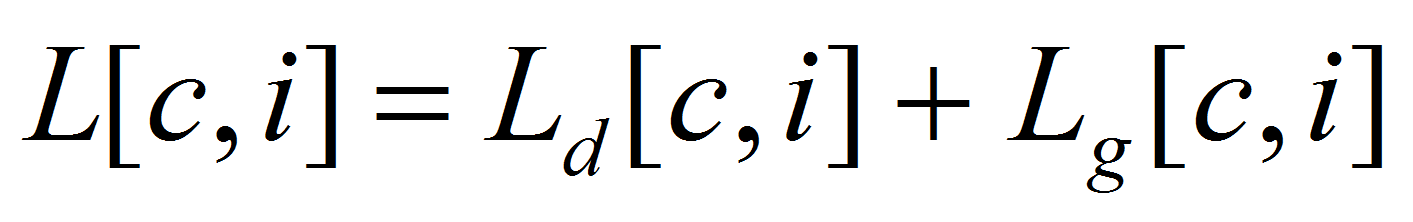 L[c,i] = L_d[c,i] + L_g[c,i]